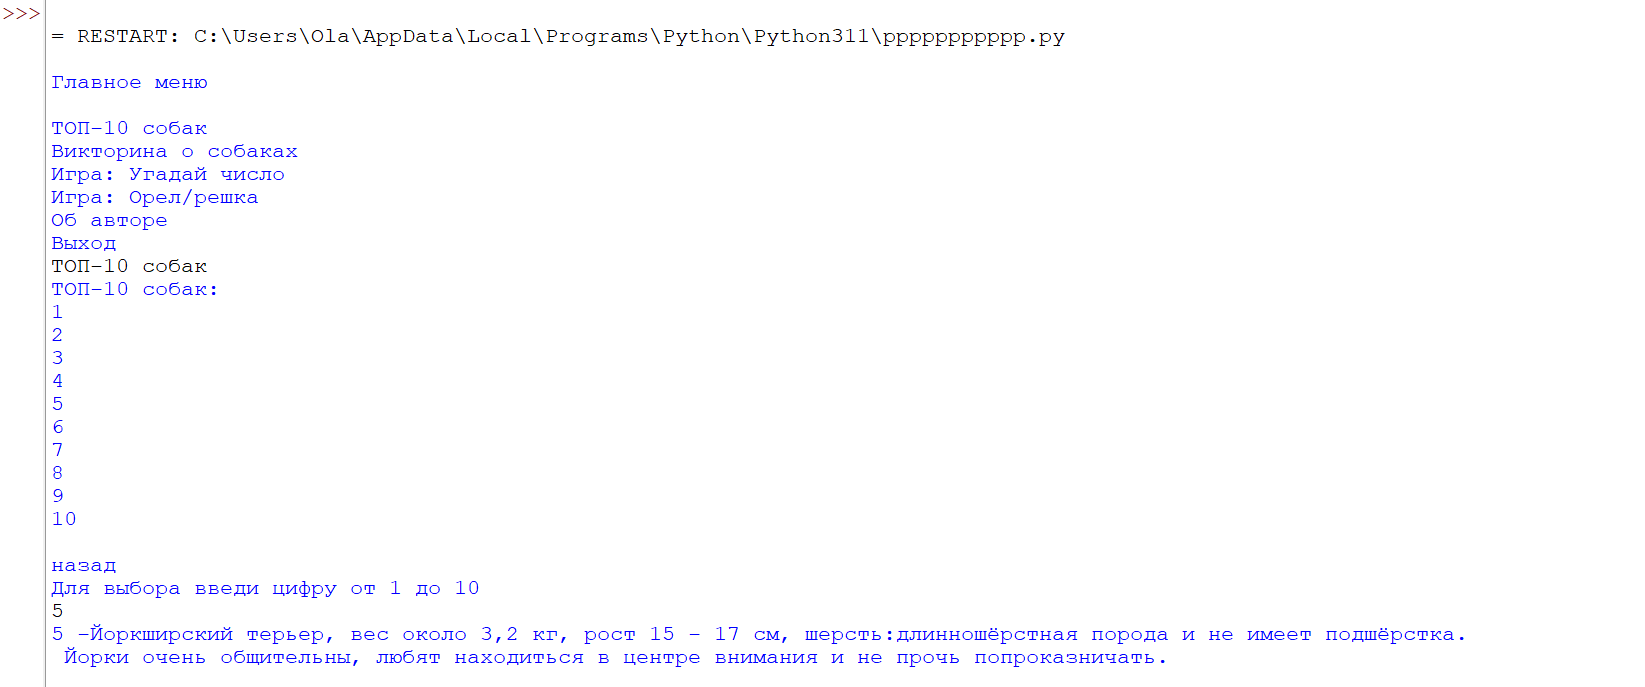 >>>
= RESTART: C:\Users\Ola\AppData\Local\Programs\Python\Python311\ppppppppppp.py
Главное меню
ТОП-10 собак
Викторина о собаках
Игра: Угадай число
Игра: Орел/решка
Об авторе
Выход
ТОП-10 собак
ТОП-10 собак:
1
2
3
4
5
6
7
8
9
10
назад
Для выбора введи цифру от 1 до 10
5
5 -Йоркширский терьер, вес около 3,2 кг, рост 15 - 17 см, шерсть:длинношёрстная порода и не имеет подшёрстка.
Йорки очень общительны, любят находиться в центре внимания и не прочь попроказничать.